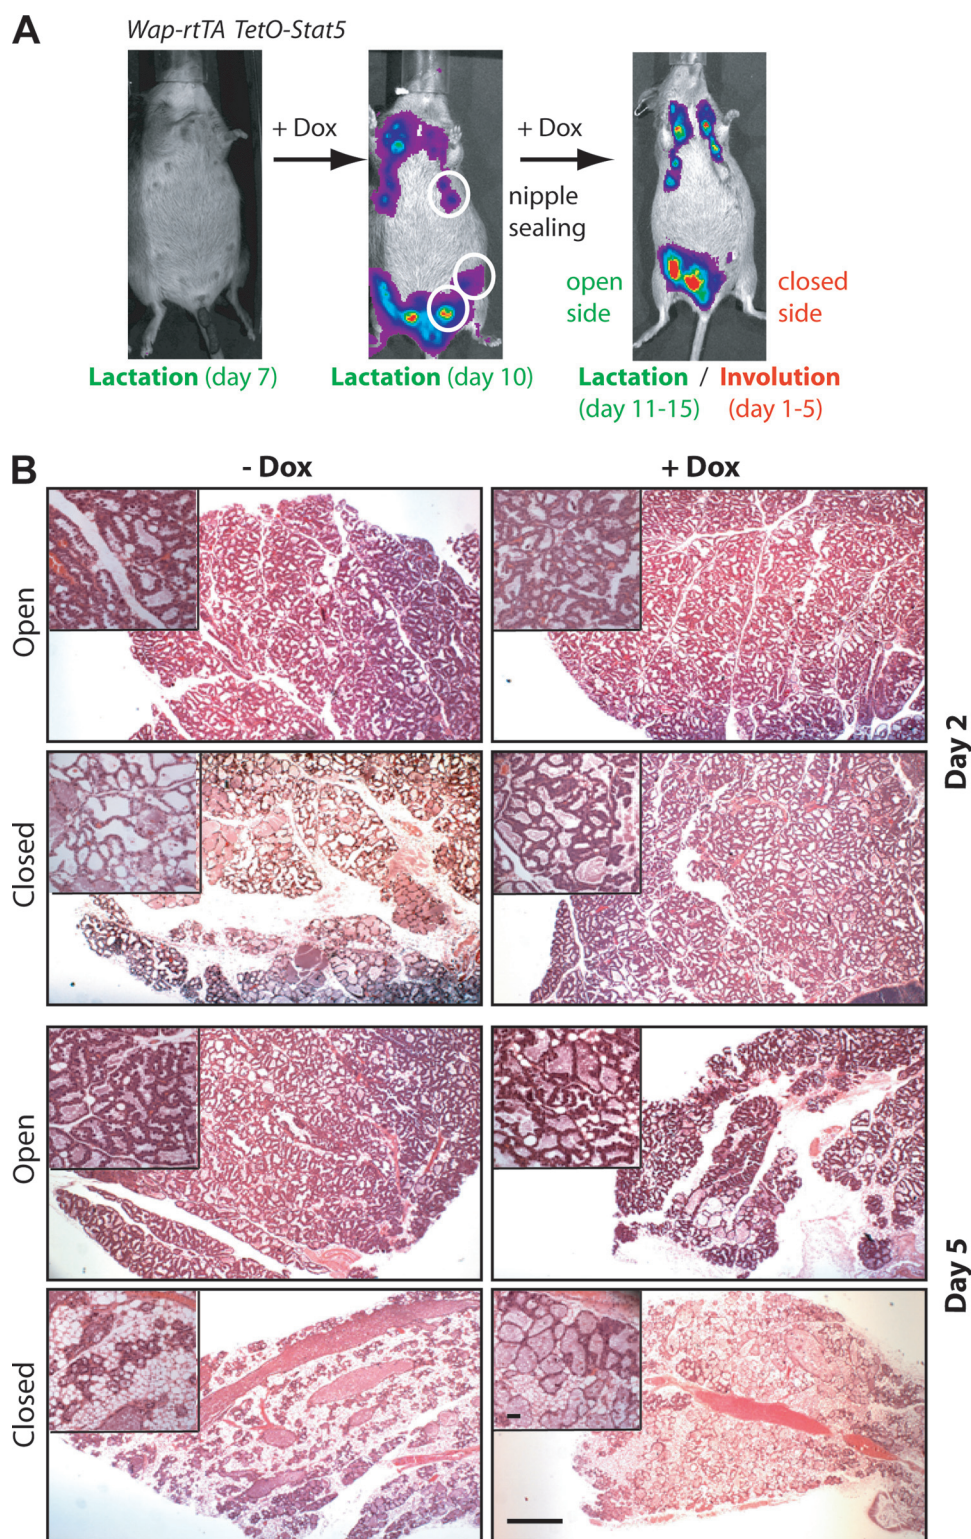 A
Wap-rtTA TetO-Stat5
+ Dox
+ Dox
nipple
sealing
open
side
closed
side
Lactation (day 7)
Lactation (day 10)
Lactation / Involution
(day 11-15) (day 1-5)
B
- Dox
+ Dox
Open
Closed
Day 2
Open
Closed
Day 5